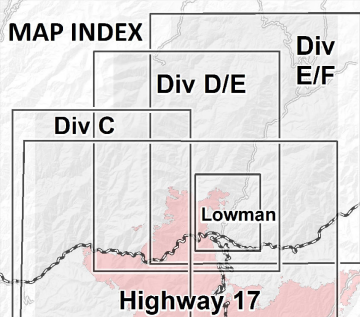 MAP INDEX
Div
E/F
Div D/E
Div C
Lowman
Highway 17